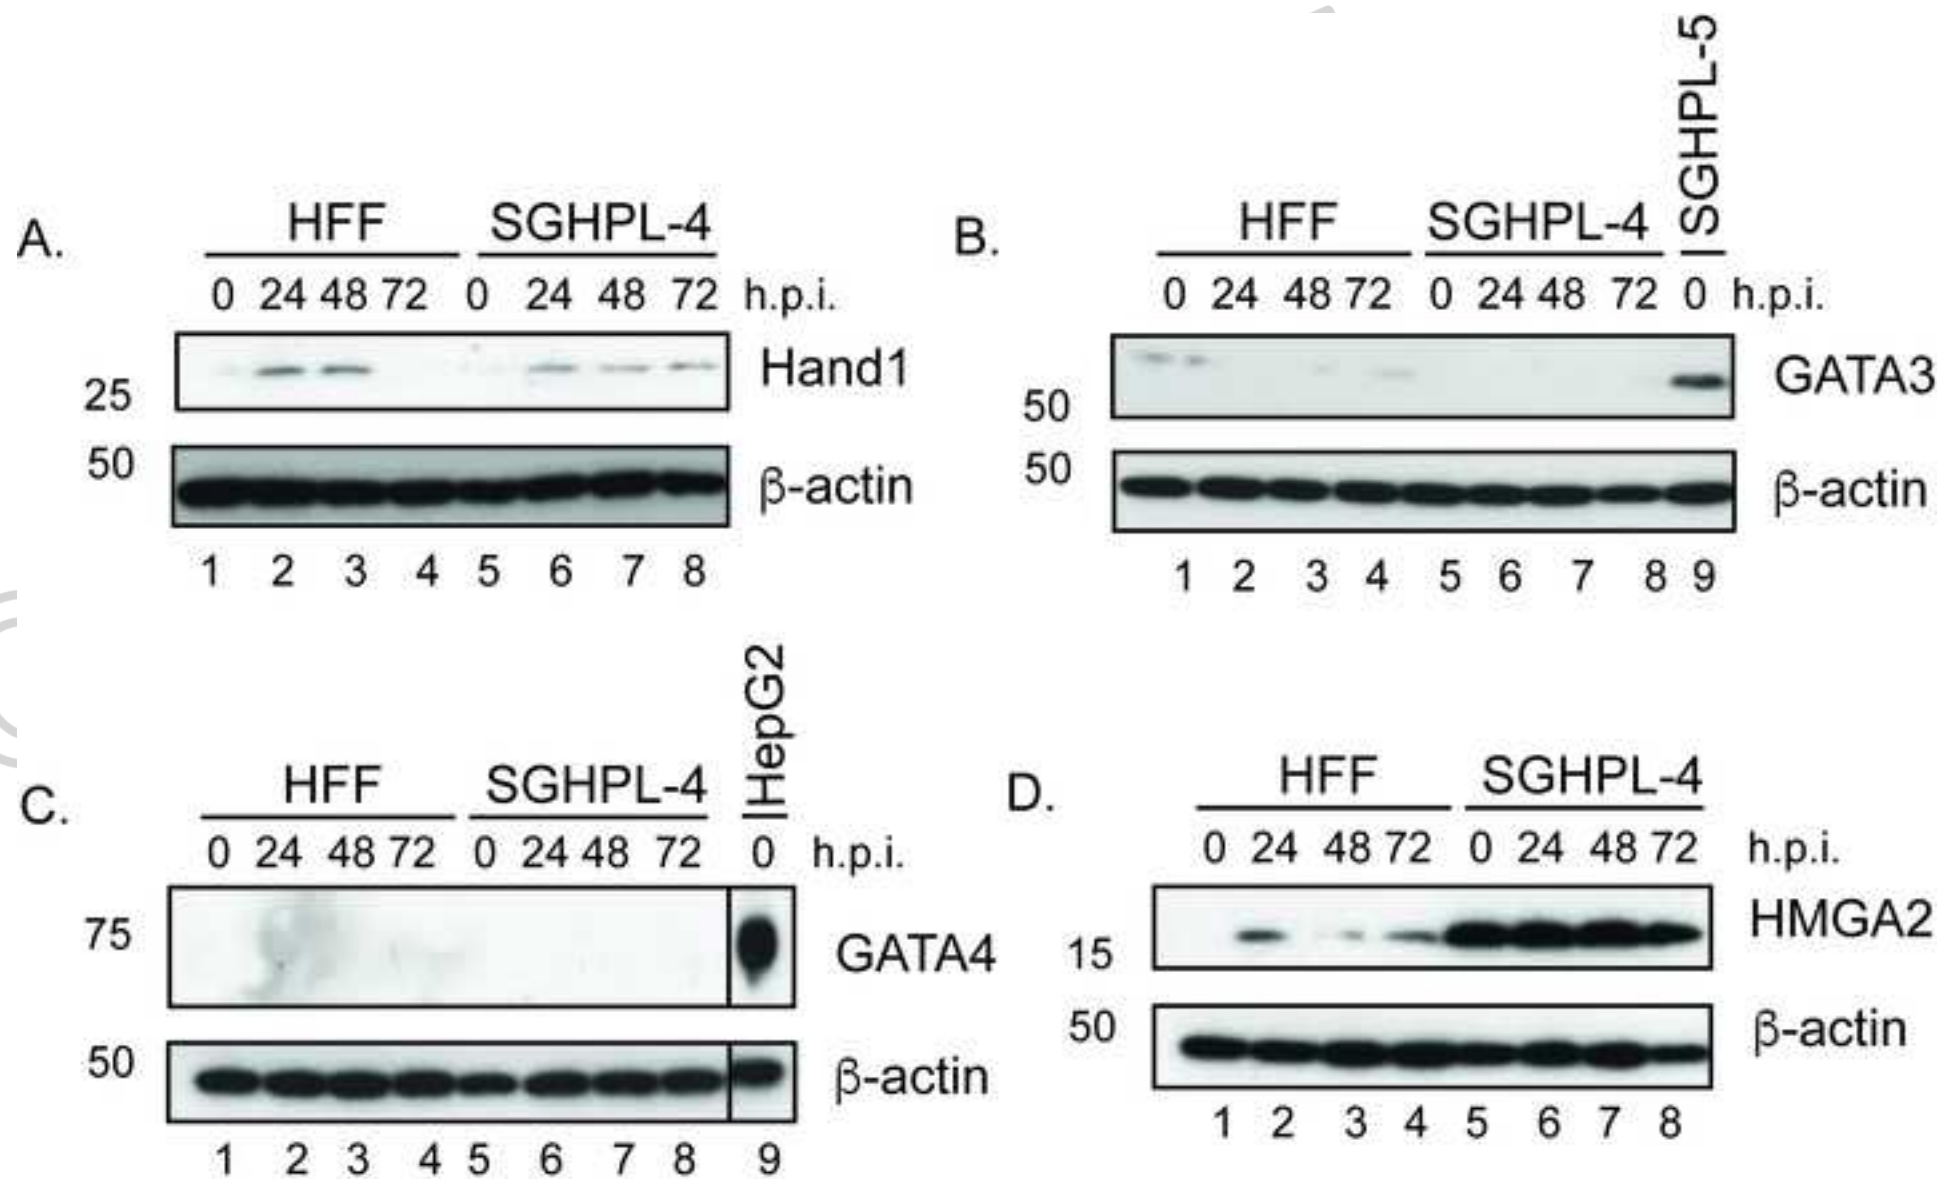 A.
HFF SGHPL-4
0 24 48 72 0 24 48 72 h.p.i.
25
Hand1
50
β-actin
1 2 3 4 5 6 7 8
B.
HFF SGHPL-4 SGHPL-5
0 24 48 72 0 24 48 72 0 h.p.i.
50
GATA3
50
β-actin
1 2 3 4 5 6 7 8 9
C.
HFF SGHPL-4 HepG2
0 24 48 72 0 24 48 72 0 h.p.i.
75
GATA4
50
β-actin
1 2 3 4 5 6 7 8 9
D.
HFF SGHPL-4
0 24 48 72 0 24 48 72 h.p.i.
15
HMGA2
50
β-actin
1 2 3 4 5 6 7 8